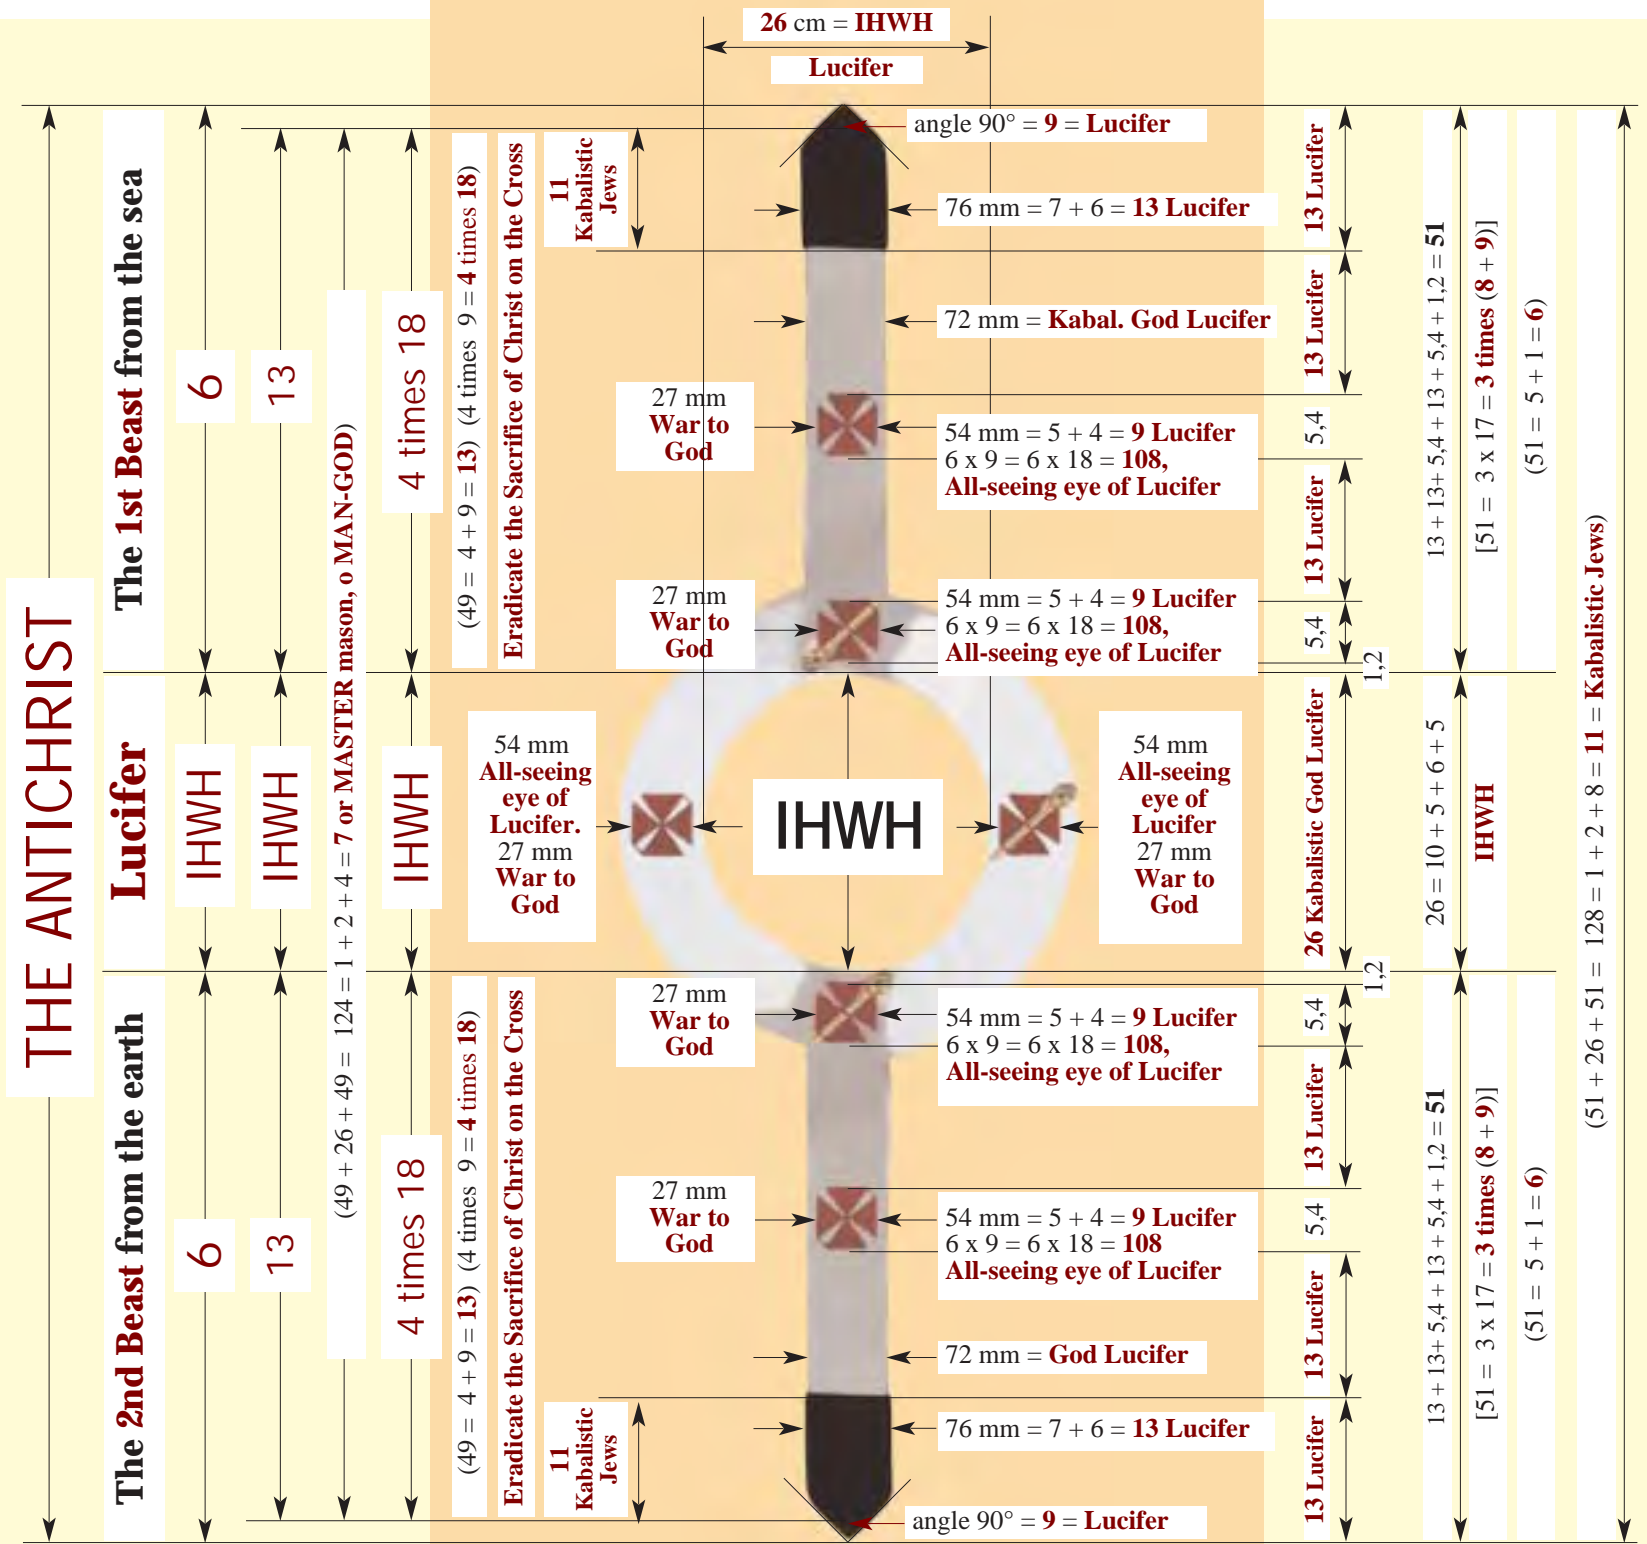 26 cm = IHWH
Lucifer
THE ANTICHRIST
The 1st Beast from the sea
Lucifer
The 2nd Beast from the earth
6
IHWH
6
13
IHWH
13
(49 + 26 + 49 = 124 = 1 + 2 + 4 = 7 or MASTER mason, o MAN-GOD)
4 times 18
IHWH
4 times 18
(49 = 4 + 9 = 13) (4 times 9 = 4 times 18)
Eradicate the Sacrifice of Christ on the Cross
11
Kabalistic
Jews
angle 90° = 9 = Lucifer
76 mm = 7 + 6 = 13 Lucifer
72 mm = Kabal. God Lucifer
27 mm
War to
God
54 mm = 5 + 4 = 9 Lucifer
6 x 9 = 6 x 18 = 108,
All-seeing eye of Lucifer
27 mm
War to
God
54 mm = 5 + 4 = 9 Lucifer
6 x 9 = 6 x 18 = 108,
All-seeing eye of Lucifer
54 mm
All-seeing
eye of
Lucifer.
27 mm
War to
God
IHWH
54 mm
All-seeing
eye of
Lucifer
27 mm
War to
God
(49 = 4 + 9 = 13) (4 times 9 = 4 times 18)
Eradicate the Sacrifice of Christ on the Cross
27 mm
War to
God
54 mm = 5 + 4 = 9 Lucifer
6 x 9 = 6 x 18 = 108,
All-seeing eye of Lucifer
27 mm
War to
God
54 mm = 5 + 4 = 9 Lucifer
6 x 9 = 6 x 18 = 108
All-seeing eye of Lucifer
72 mm = God Lucifer
11
Kabalistic
Jews
76 mm = 7 + 6 = 13 Lucifer
angle 90° = 9 = Lucifer
13 Lucifer
13 Lucifer
5,4
13 Lucifer
5,4
1,2
26 Kabalistic God Lucifer
1,2
5,4
13 Lucifer
5,4
13 Lucifer
13 Lucifer
13 + 13+ 5,4 + 13 + 5,4 + 1,2 = 51
[51 = 3 x 17 = 3 times (8 + 9)]
(51 = 5 + 1 = 6)
26 = 10 + 5 + 6 + 5
IHWH
13 + 13+ 5,4 + 13 + 5,4 + 1,2 = 51
[51 = 3 x 17 = 3 times (8 + 9)]
(51 = 5 + 1 = 6)
(51 + 26 + 51 = 128 = 1 + 2 + 8 = 11 = Kabalistic Jews)